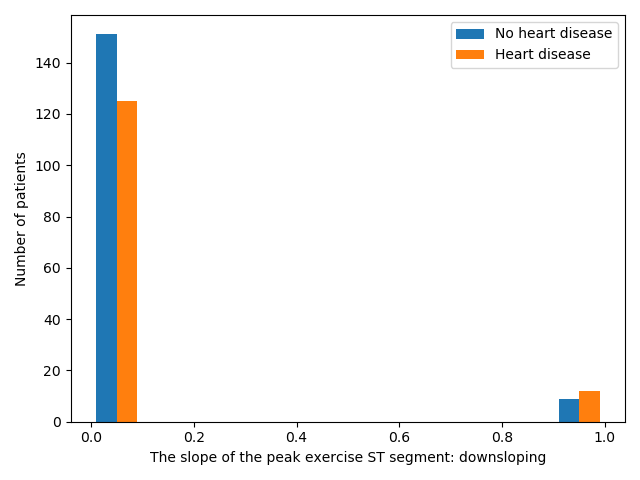 No heart disease
Heart disease
Number of patients
140
120
100
80
60
40
20
0
0.0 0.2 0.4 0.6 0.8 1.0
The slope of the peak exercise ST segment: downsloping